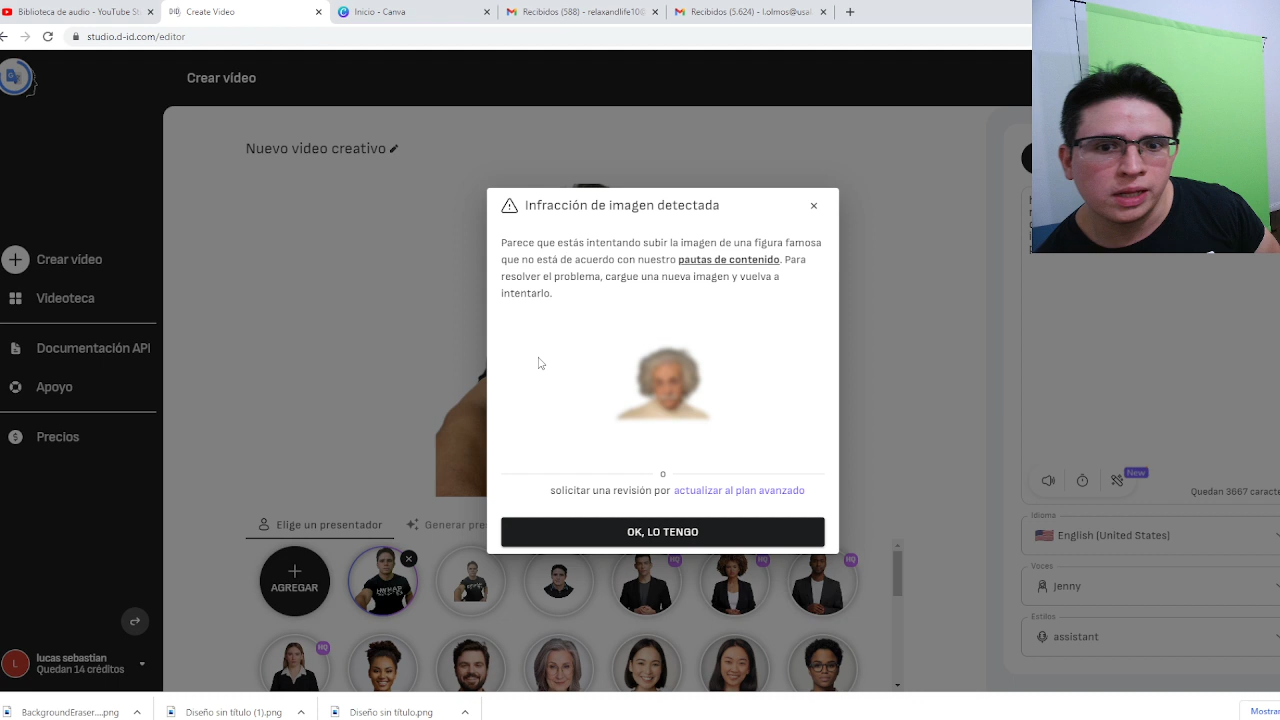 Biblioteca de audio - YouTube St
Create Video
Inicio - Canva
Recibidos (588) - relaxandlife10
Recibidos (5.624) - l.olmos@usal
studio.d-id.com/editor
Crear vídeo
Nuevo video creativo
Infracción de imagen detectada
Parece que estás intentando subir la imagen de una figura famosa
que no está de acuerdo con nuestro pautas de contenido. Para
resolver el problema, cargue una nueva imagen y vuelva a
intentarlo.
o
solicitar una revisión por actualizar al plan avanzado
OK, LO TENGO
Crear vídeo
Videoteca
Documentación API
Apoyo
Precios
lucas sebastian
Quedan 14 créditos
Elige un presentador
Generar pres
AGREGAR
HQ
HQ
HQ
HQ
New
Quedan 3667 caracte
Idioma
English (United States)
Voces
Jenny
Estilos
assistant
BackgroundEraser....png
Diseño sin título (1).png
Diseño sin título.png
Mostrar